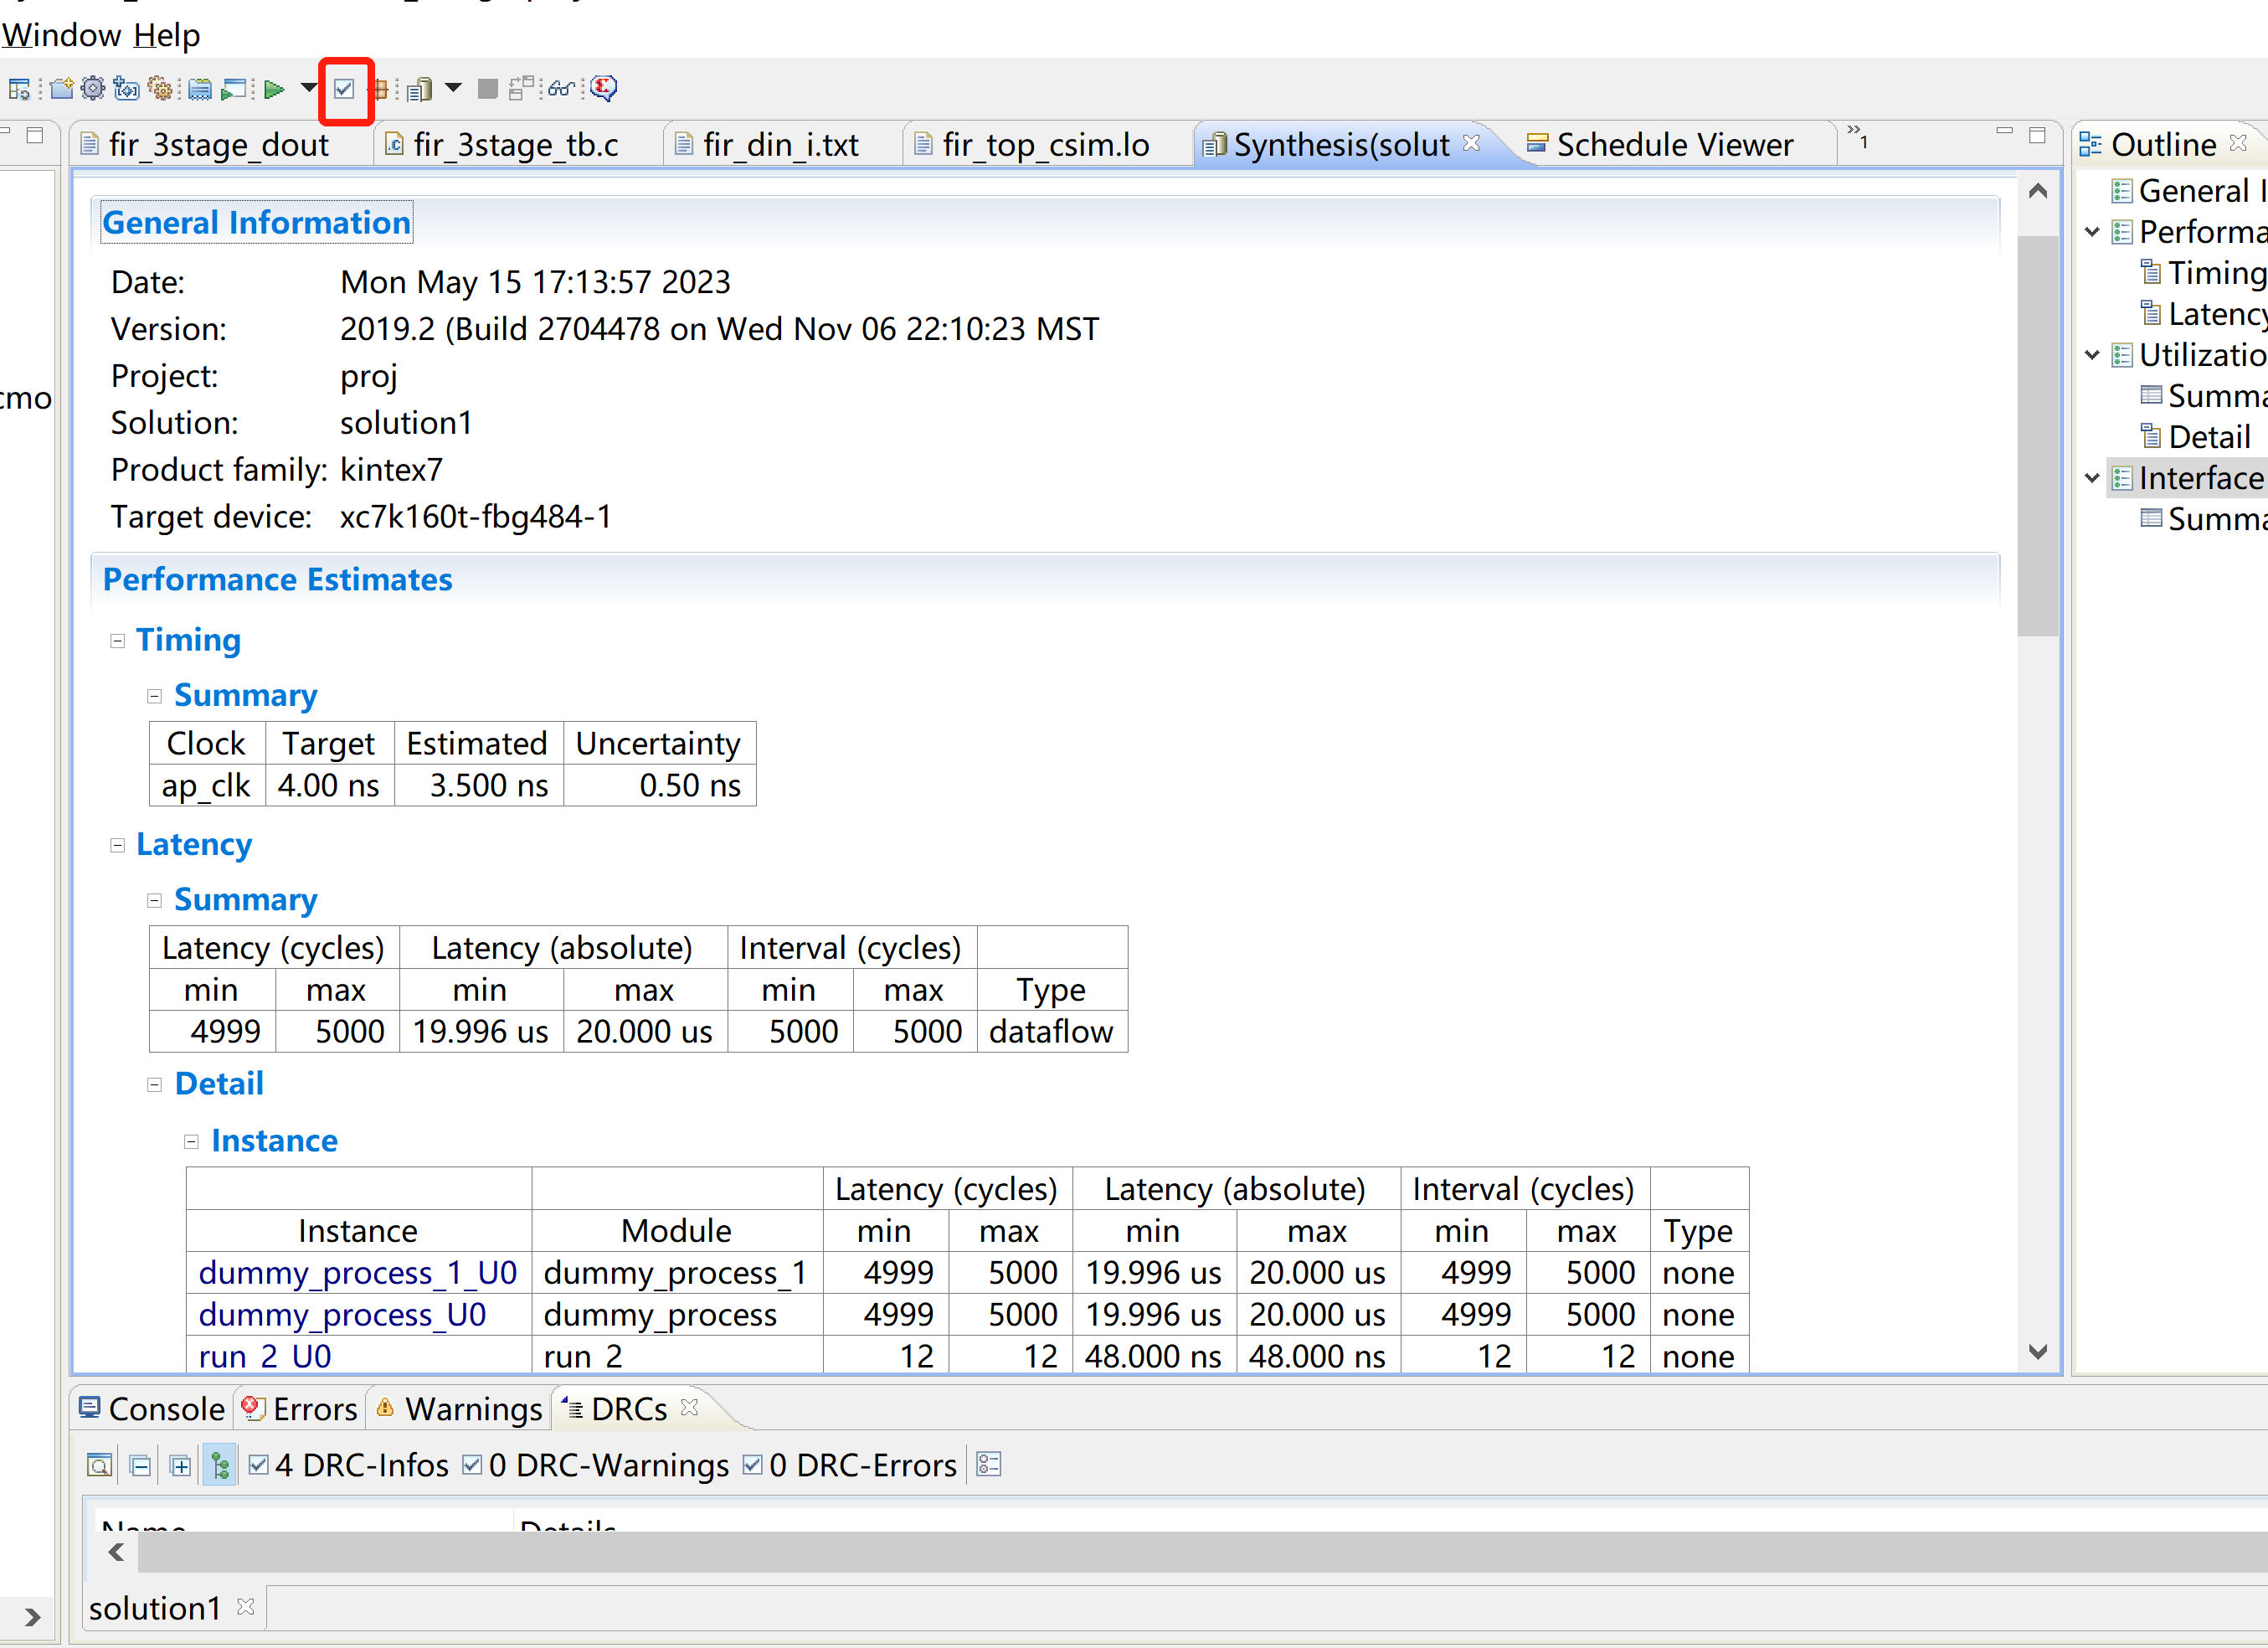 Window Help
fir_3stage_dout fir_3stage_tb.c fir_din_i.txt fir_top_csim.lo Synthesis(solut Schedule Viewer »1 Outline
General Information
Date: Mon May 15 17:13:57 2023
Version: 2019.2 (Build 2704478 on Wed Nov 06 22:10:23 MST
Project: proj
Solution: solution1
Product family: kintex7
Target device: xc7k160t-fbg484-1
Performance Estimates
Timing
Summary
Clock Target Estimated Uncertainty
ap_clk 4.00 ns 3.500 ns 0.50 ns
Latency
Summary
Latency (cycles) Latency (absolute) Interval (cycles)
min max min max min max Type
4999 5000 19.996 us 20.000 us 5000 5000 dataflow
Detail
Instance
Latency (cycles) Latency (absolute) Interval (cycles)
Instance Module min max min max min max Type
dummy_process_1_U0 dummy_process_1 4999 5000 19.996 us 20.000 us 4999 5000 none
dummy_process_U0 dummy_process 4999 5000 19.996 us 20.000 us 4999 5000 none
run_2_U0 run_2 12 12 48.000 ns 48.000 ns 12 12 none
cmo
General I
Performa
Timing
Latency
Utilizatio
Summa
Detail
Interface
Summa
Console Errors Warnings DRCs
4 DRC-Infos 0 DRC-Warnings 0 DRC-Errors
Name Details
solution1